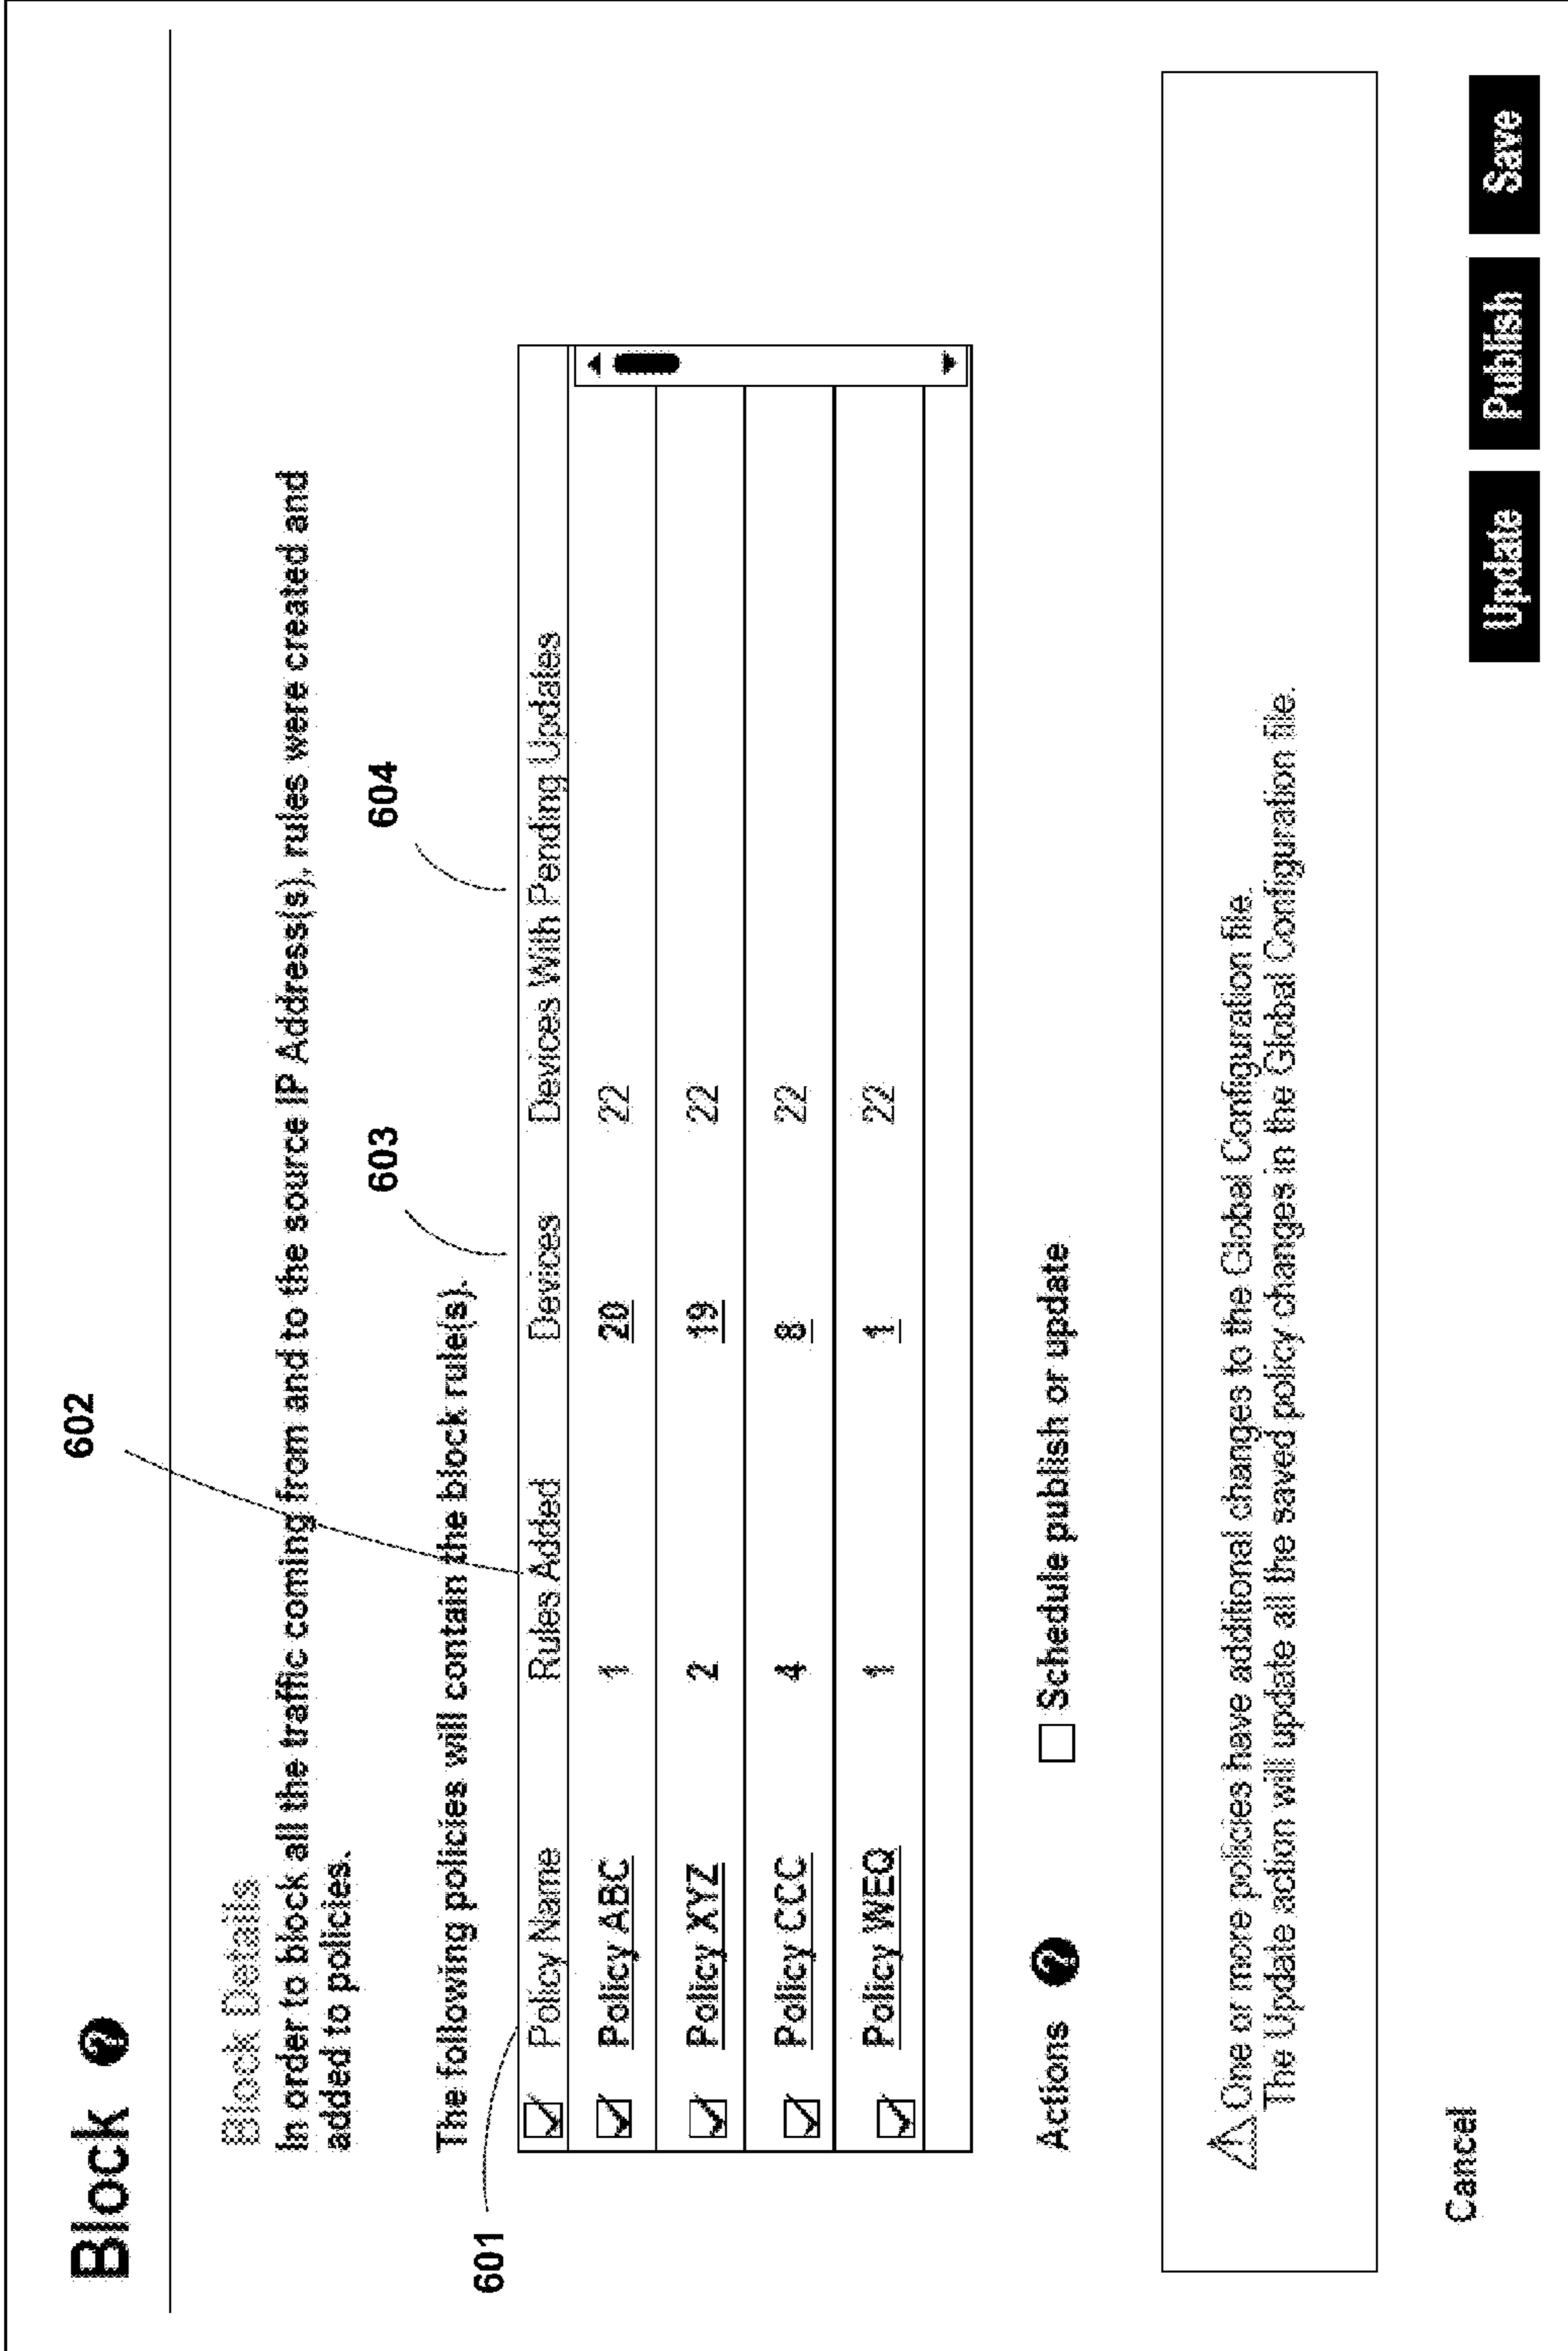 602
Block ?
Block Details
In order to block all the traffic coming from and to the source IP Address(s), rules were created and
added to policies.
603
604
The following policies will contain the block rule(s).
601
Policy Name Rules Added Devices Devices With Pending Updates
Policy ABC 1 20 22
Policy XYZ 2 19 22
Policy CCC 4 8 22
Policy WEQ 1 1 22
Actions ? Schedule publish or update
One or more policies have additional changes to the Global Configuration file.
The Update action will update all the saved policy changes in the Global Configuration file.
Cancel Update Publish Save